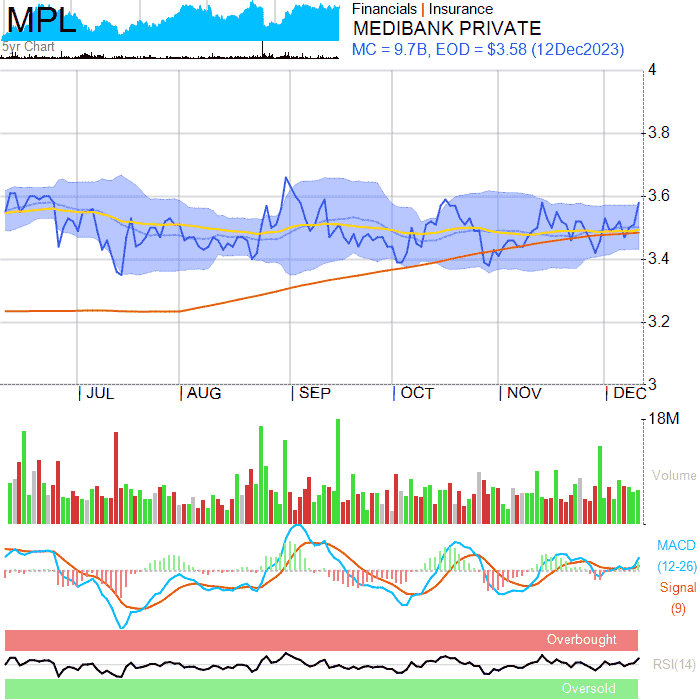 MPL
5yr Chart
Financials | Insurance
MEDIBANK PRIVATE
MC = 9.7B, EOD = $3.58 (12Dec2023)
4
3.8
3.6
3.4
3.2
3
JUL
AUG
SEP
OCT
NOV
DEC
18M
Volume
MACD
(12-26)
Signal
(9)
Overbought
RSI(14)
Oversold